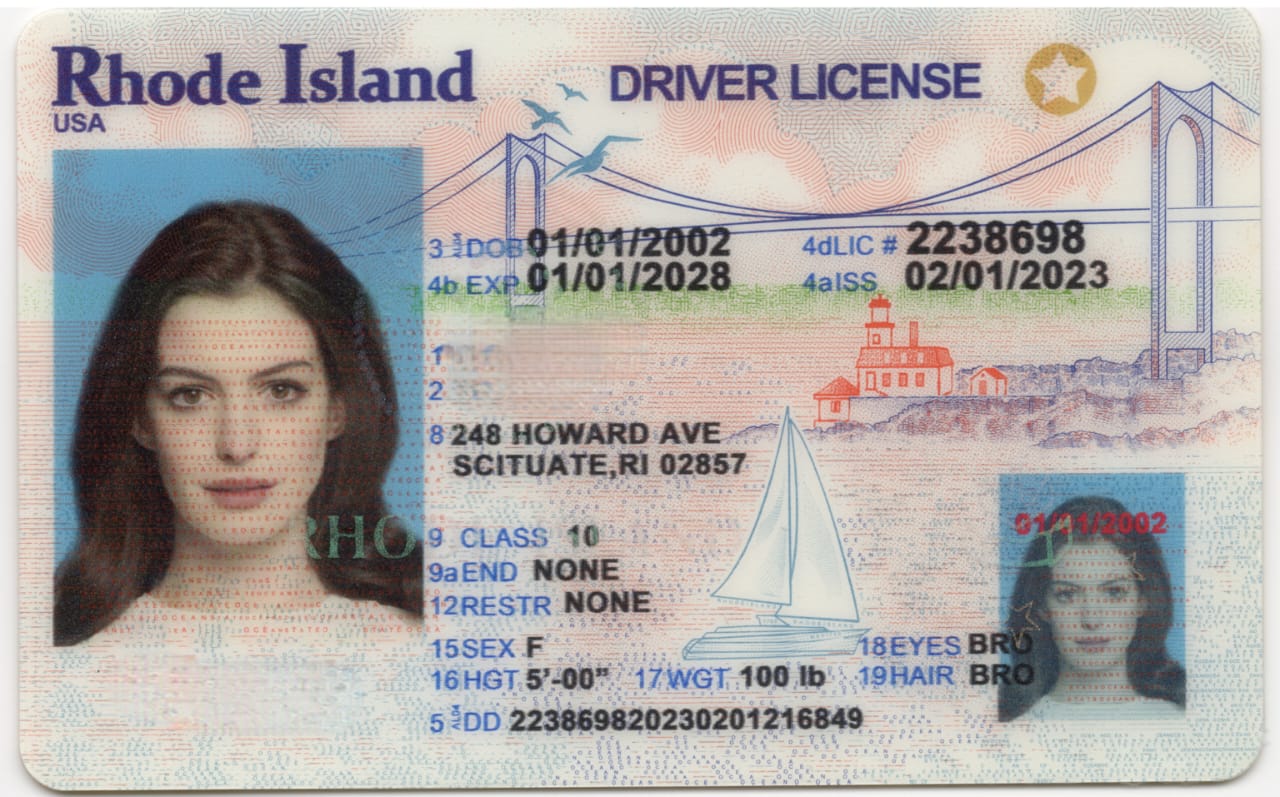 Rhode Island
USA
DRIVER LICENSE
3 DOB 01/01/2002
4b EXP 01/01/2028
4d LIC # 2238698
4a ISS 02/01/2023
1
2
8 248 HOWARD AVE
SCITUATE,RI 02857
9 CLASS 10
9a END NONE
12 RESTR NONE
15 SEX F
18 EYES BRO
16 HGT 5'-00"
17 WGT 100 lb
19 HAIR BRO
5 DD 223869820230201216849
RHO
01/01/2002